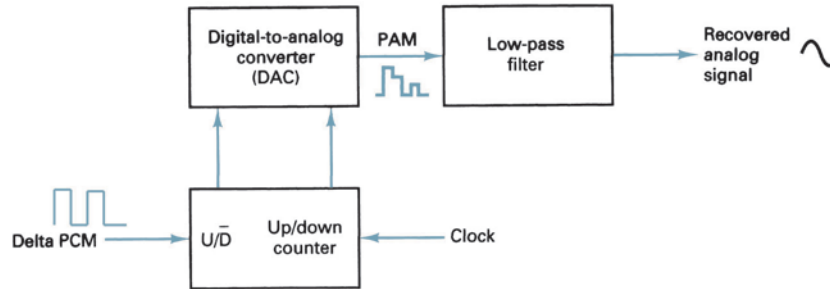 Digital-to-analog
converter
(DAC)
PAM
Low-pass
filter
Recovered
analog
signal
Delta PCM
U/D̅
Up/down
counter
Clock